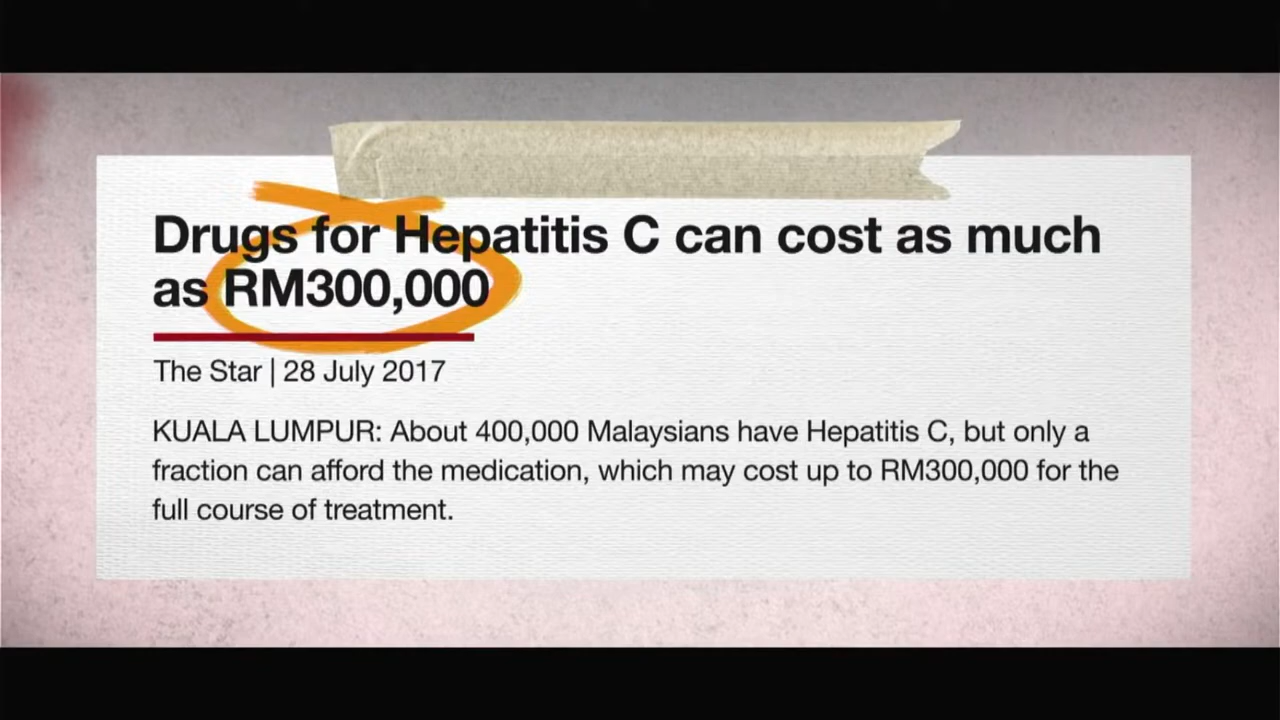 Drugs for Hepatitis C can cost as much
as RM300,000
The Star | 28 July 2017
KUALA LUMPUR: About 400,000 Malaysians have Hepatitis C, but only a
fraction can afford the medication, which may cost up to RM300,000 for the
full course of treatment.